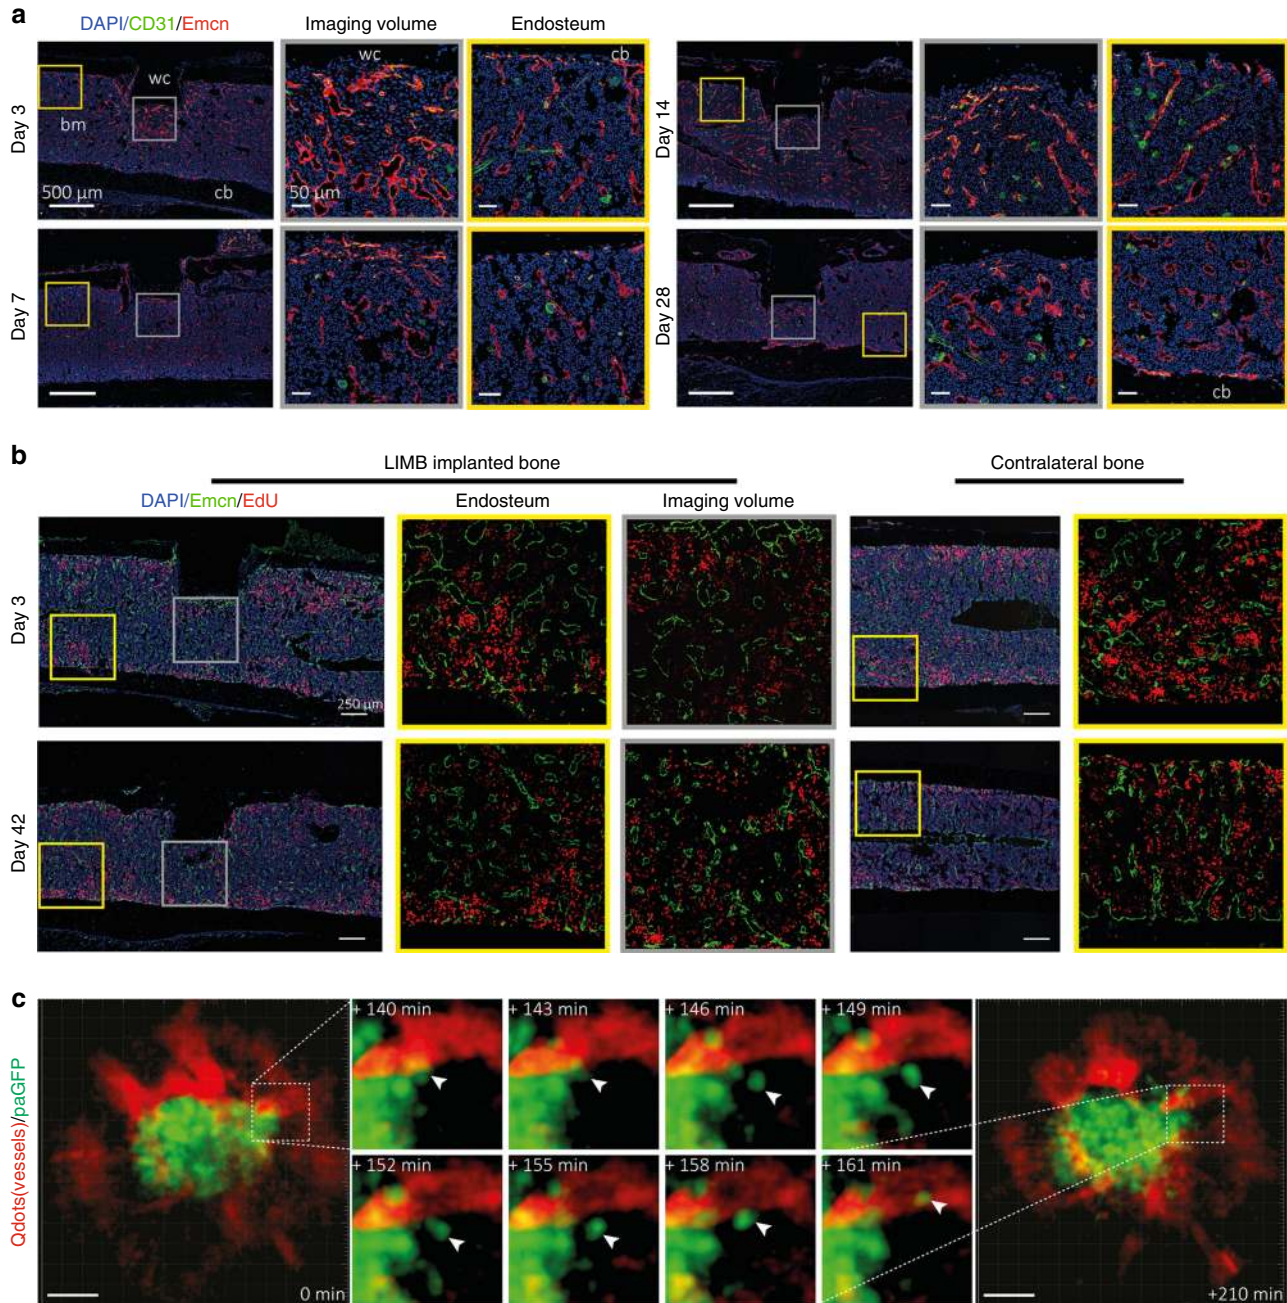 a
DAPI/CD31/Emcn
Imaging volume
Endosteum
Day 3
wc
bm
cb
500 µm
wc
50 µm
cb
Day 14
Day 7
Day 28
cb
b
LIMB implanted bone
Contralateral bone
DAPI/Emcn/EdU
Endosteum
Imaging volume
Day 3
250 µm
Day 42
c
Qdots(vessels)/paGFP
0 min
+ 140 min
+ 143 min
+ 146 min
+ 149 min
+ 152 min
+ 155 min
+ 158 min
+ 161 min
+210 min